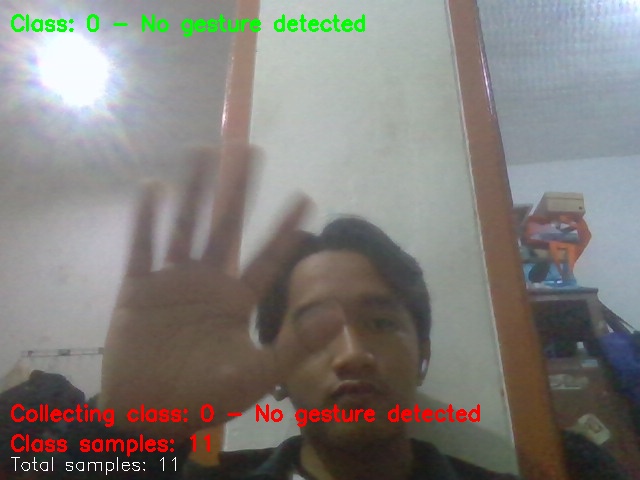 Class: 0 - No gesture detected
Collecting class: 0 - No gesture detected
Class samples: 11
Total samples: 11